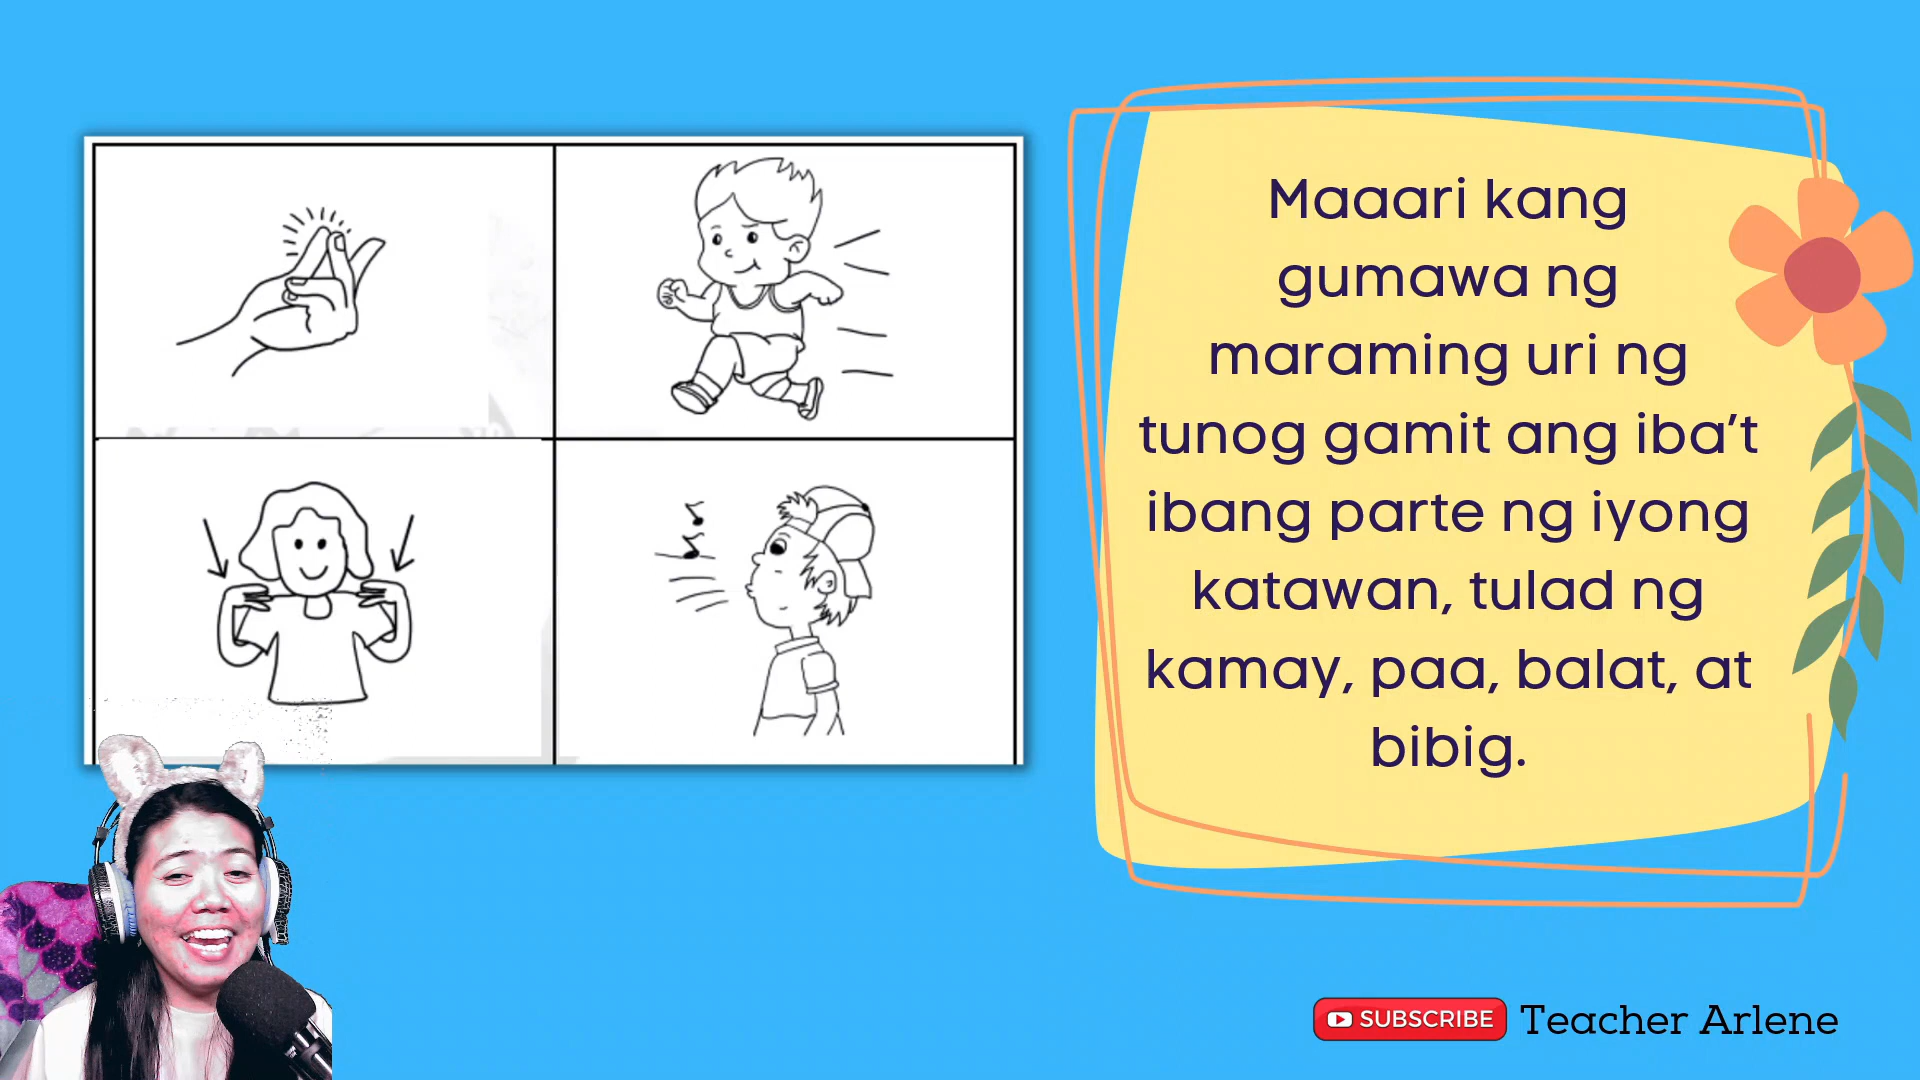 Maaari kang
gumawa ng
maraming uri ng
tunog gamit ang iba’t
ibang parte ng iyong
katawan, tulad ng
kamay, paa, balat, at
bibig.
SUBSCRIBE Teacher Arlene